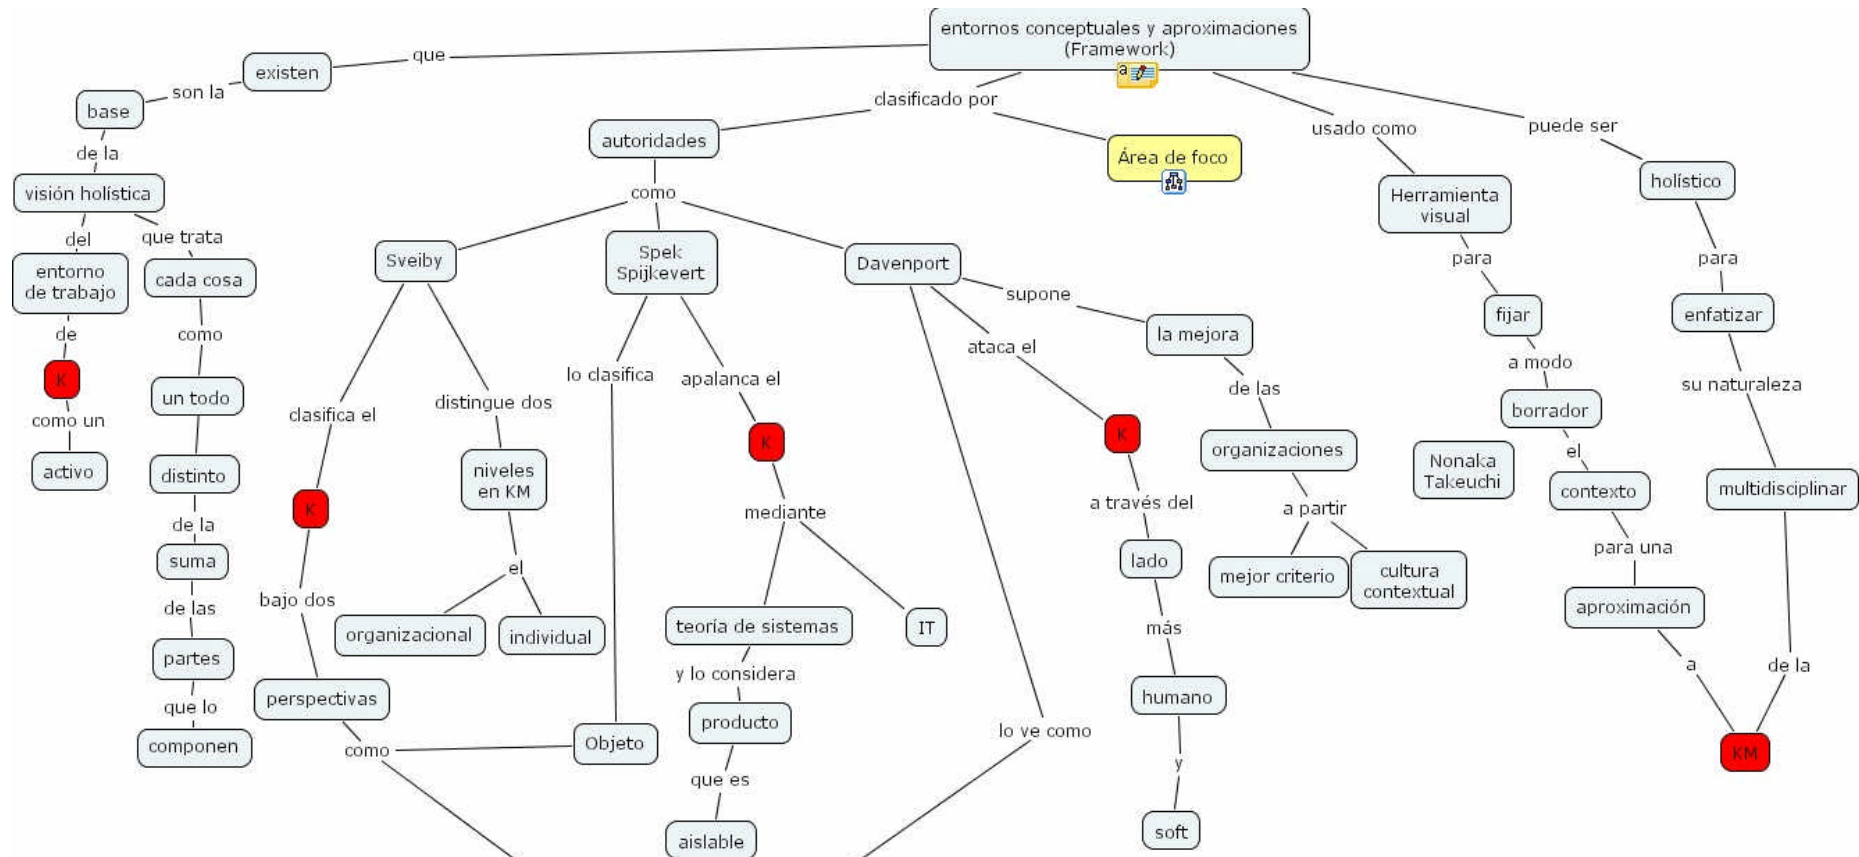 entornos conceptuales y aproximaciones
(Framework)
a
que
existen
son la
base
de la
visión holística
del
que trata
entorno
de trabajo
cada cosa
de
como
K
un todo
como un
activo
distinto
de la
suma
de las
partes
que lo
componen
clasificado por
autoridades
Área de foco
como
Sveiby
Spek
Spijkevert
Davenport
clasifica el
distingue dos
K
niveles
en KM
bajo dos
el
organizacional
individual
perspectivas
como
Objeto
lo clasifica
apalanca el
K
mediante
teoría de sistemas
IT
y lo considera
producto
que es
aislable
supone
ataca el
lo ve como
K
a través del
lado
más
humano
y
soft
la mejora
de las
organizaciones
a partir
mejor criterio
cultura
contextual
usado como
Herramienta
visual
para
fijar
a modo
borrador
el
Nonaka
Takeuchi
contexto
para una
aproximación
a
puede ser
holístico
para
enfatizar
su naturaleza
multidisciplinar
de la
KM